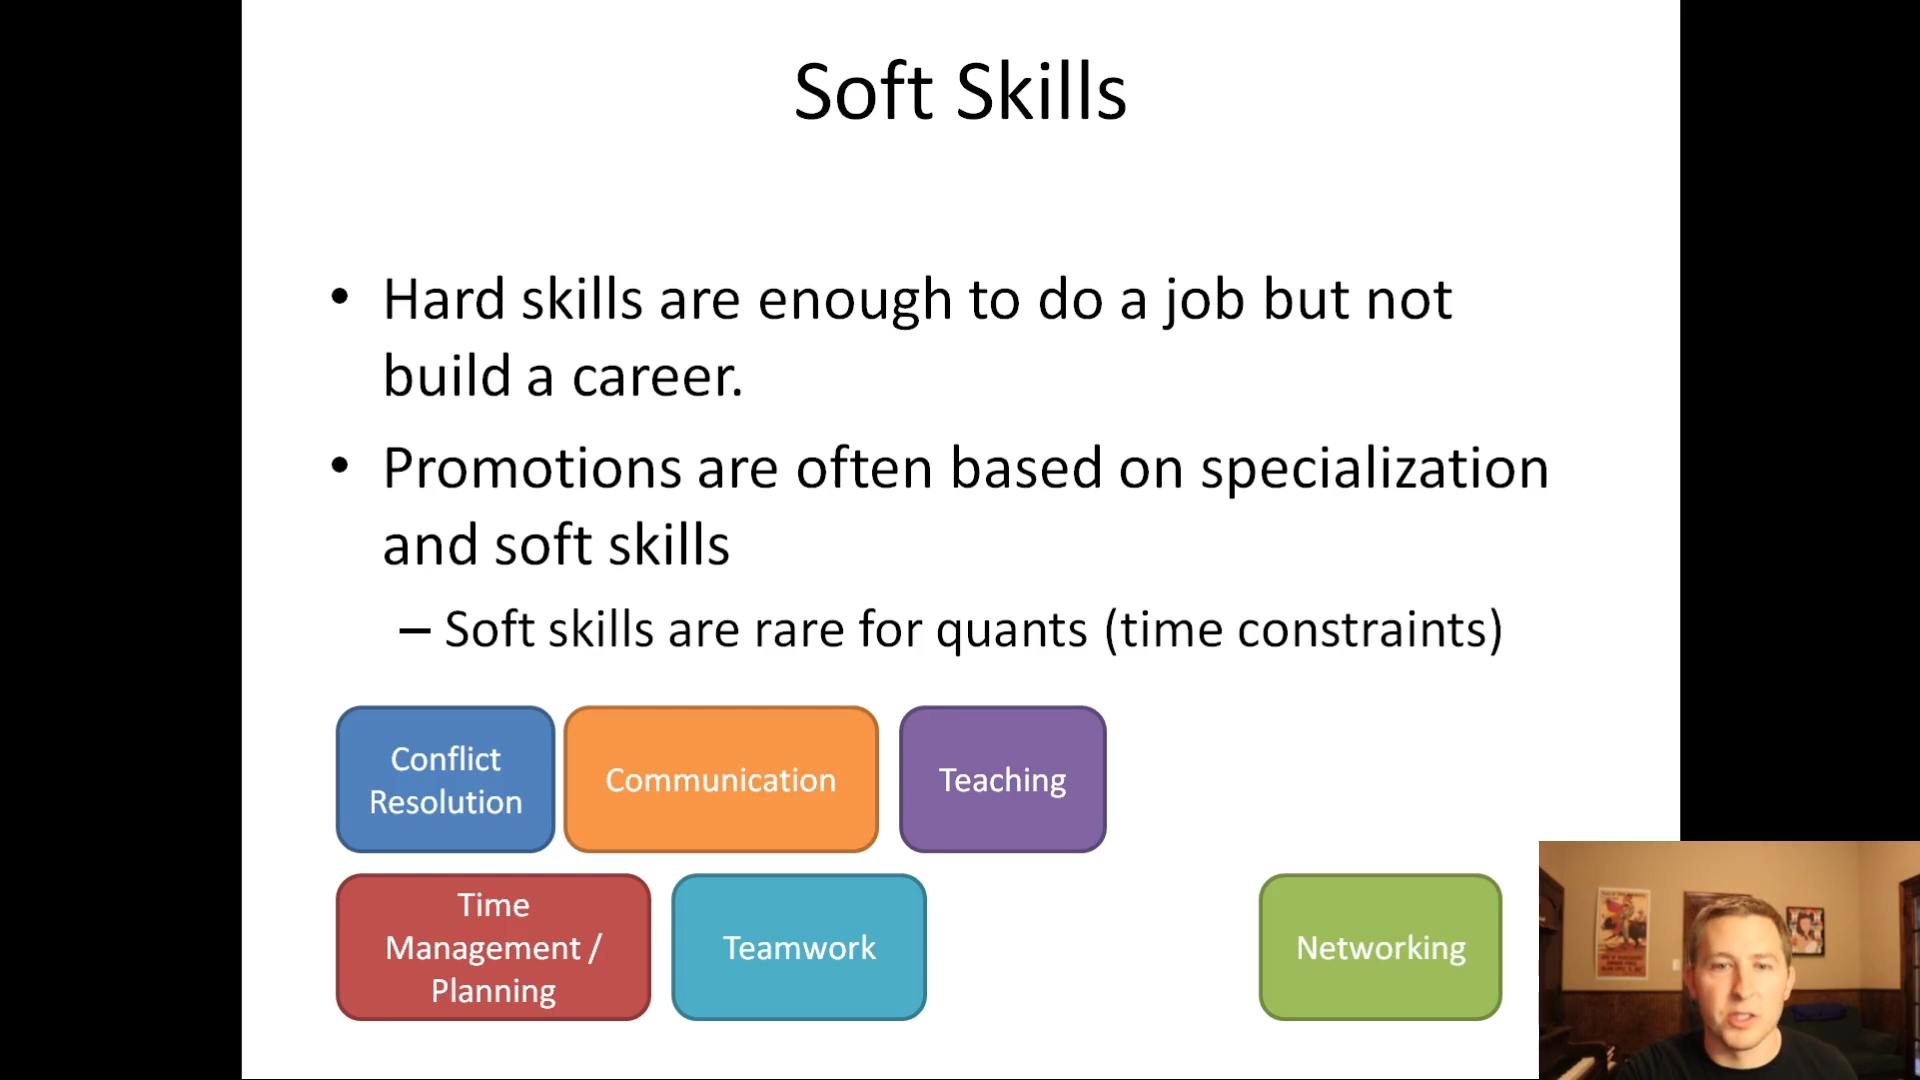 Soft Skills
• Hard skills are enough to do a job but not
build a career.
• Promotions are often based on specialization
and soft skills
– Soft skills are rare for quants (time constraints)
Conflict
Resolution
Communication
Teaching
Time
Management /
Planning
Teamwork
Networking